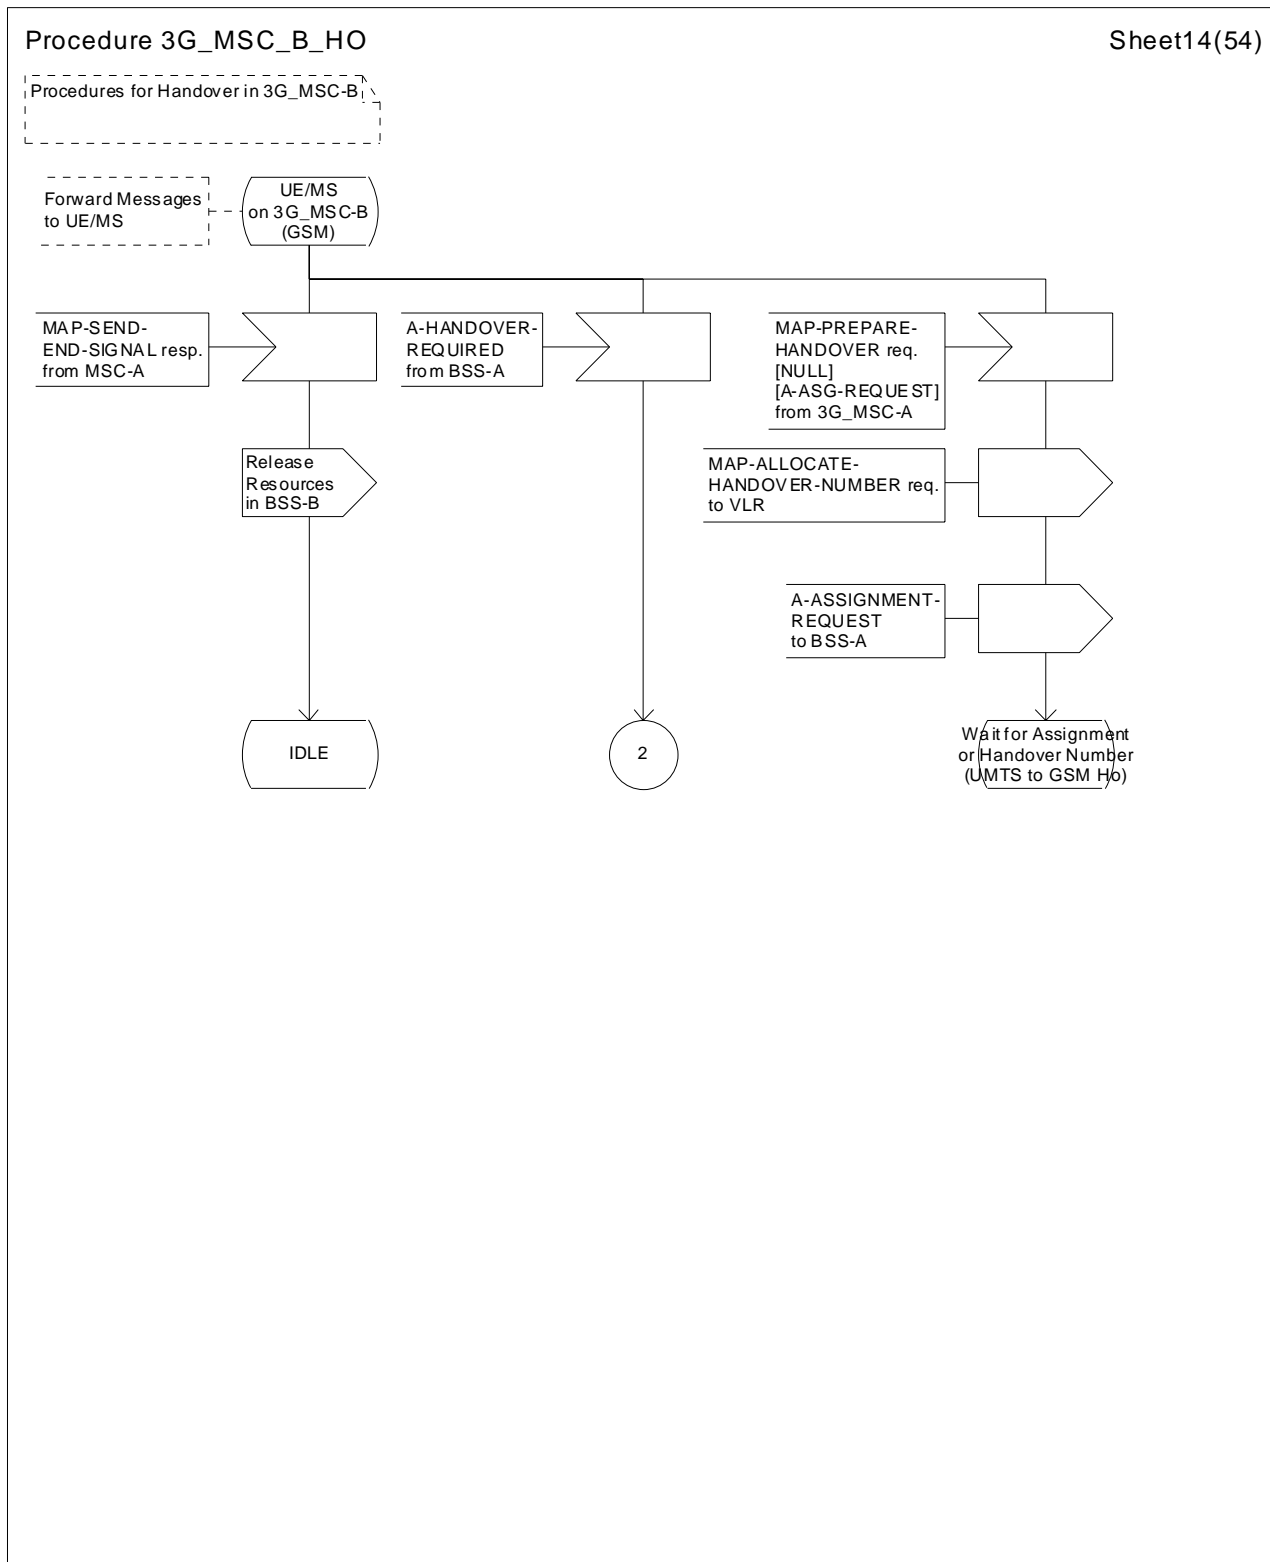 Procedure 3G_MSC_B_HO
Sheet14(54)
Procedures for Handover in 3G_MSC-B
Forward Messages
to UE/MS
UE/MS
on 3G_MSC-B
(GSM)
MAP-SEND-
END-SIGNAL resp.
from MSC-A
A-HANDOVER-
REQUIRED
from BSS-A
MAP-PREPARE-
HANDOVER req.
[NULL]
[A-ASG-REQUEST]
from 3G_MSC-A
Release
Resources
in BSS-B
MAP-ALLOCATE-
HANDOVER-NUMBER req.
to VLR
A-ASSIGNMENT-
REQUEST
to BSS-A
IDLE
2
Wait for Assignment
or Handover Number
(UMTS to GSM Ho)